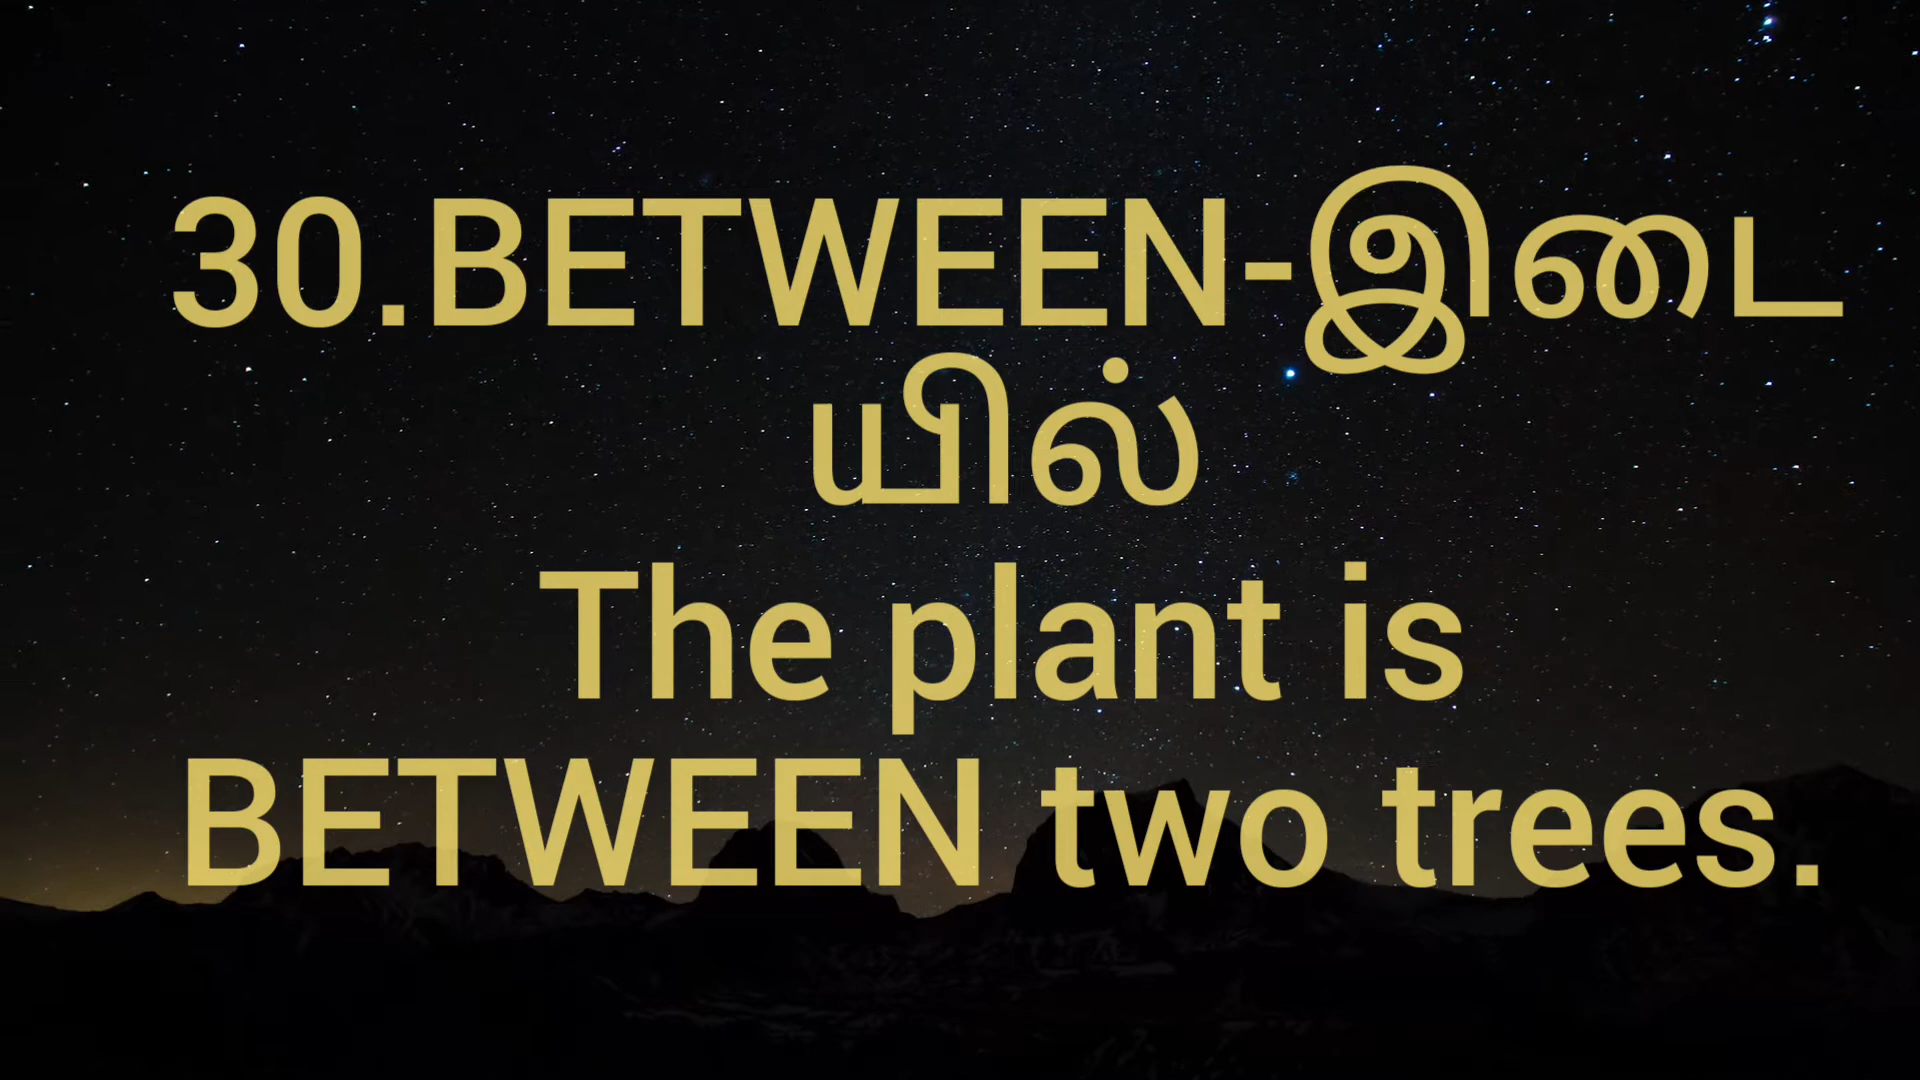 30.BETWEEN-இடை
யில்
The plant is
BETWEEN two trees.